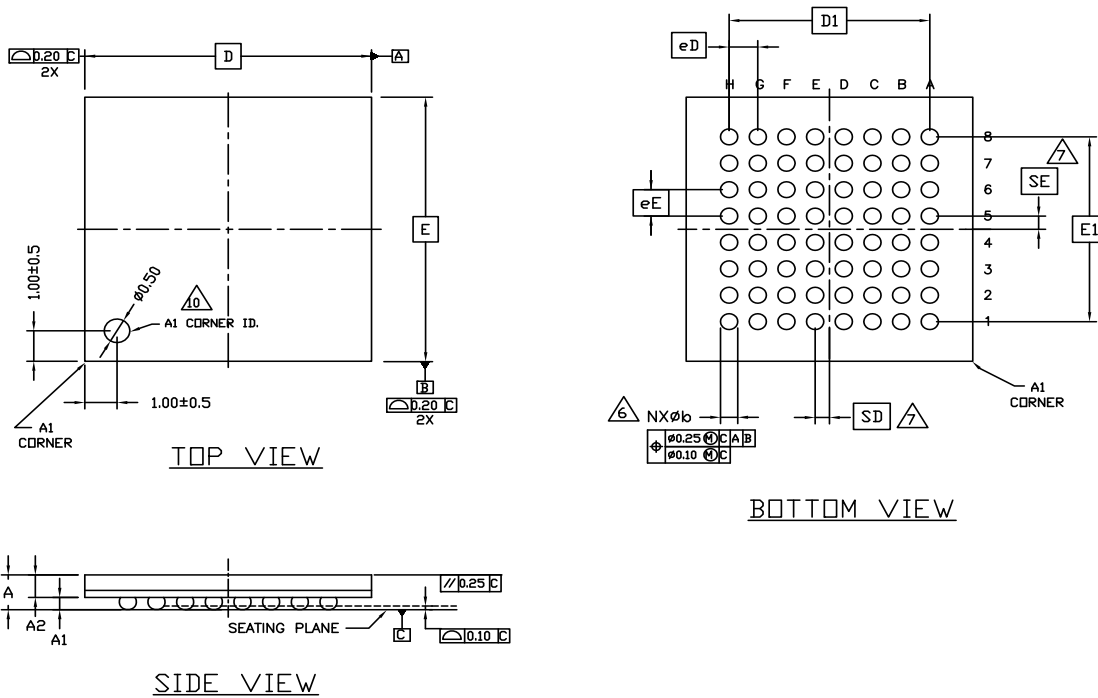 ⌓ 0.20 C
2X
D
A
E
1.00±0.5
ø0.50
10
A1 CORNER ID.
B
⌓ 0.20 C
2X
1.00±0.5
A1
CORNER
TOP VIEW
D1
eD
H G F E D C B A
8
7
7
6
SE
eE
5
E1
4
3
2
1
A1
CORNER
6 NXøb
SD 7
⌖ ø0.25 Ⓜ C A B
ø0.10 Ⓜ C
BOTTOM VIEW
A
// 0.25 C
A2
A1
SEATING PLANE
C
⌓ 0.10 C
SIDE VIEW